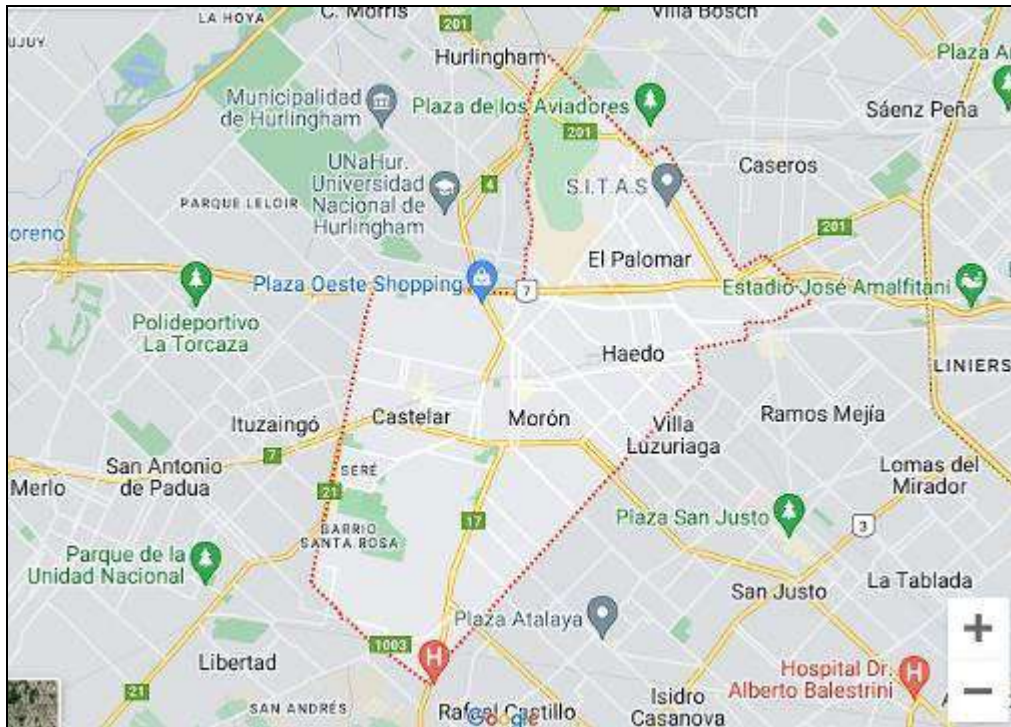 LA HOYA
C. Morris
201
Villa Bosch
UJUY
Hurlingham
Plaza A
Municipalidad
de Hurlingham
Plaza de los Aviadores
Sáenz Peña
201
Caseros
UNaHur.
Universidad
Nacional de
Hurlingham
4
S.I.T.A.S
PARQUE LELOIR
oreno
201
El Palomar
Plaza Oeste Shopping
7
Estadio José Amalfitani
Polideportivo
La Torcaza
Haedo
LINIERS
Ituzaingó
Castelar
Morón
Villa
Luzuriaga
Ramos Mejía
7
San Antonio
de Padua
SERÉ
Merlo
21
Lomas del
Mirador
17
Plaza San Justo
3
BARRIO
SANTA ROSA
Parque de la
Unidad Nacional
San Justo
La Tablada
Plaza Atalaya
+
1003
H
Libertad
Hospital Dr.
Alberto Balestrini
H
−
21
SAN ANDRÉS
Rafael Castillo
Google
Isidro
Casanova